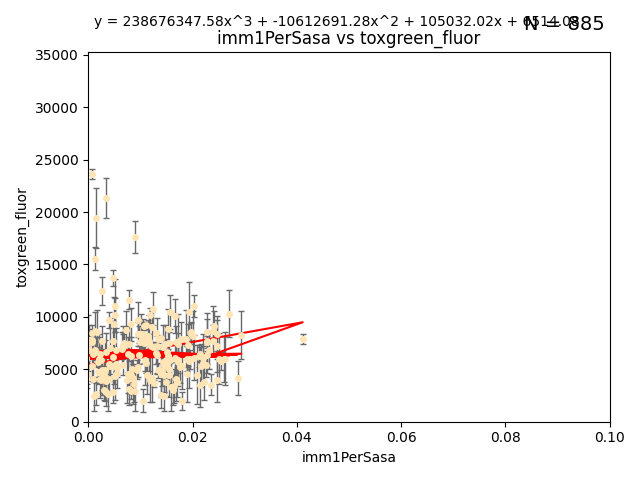 y = 238676347.58x^3 + -10612691.28x^2 + 105032.02x + 6514.08
N = 885
imm1PerSasa vs toxgreen_fluor
35000
30000
25000
20000
15000
10000
5000
0
toxgreen_fluor
0.00 0.02 0.04 0.06 0.08 0.10
imm1PerSasa